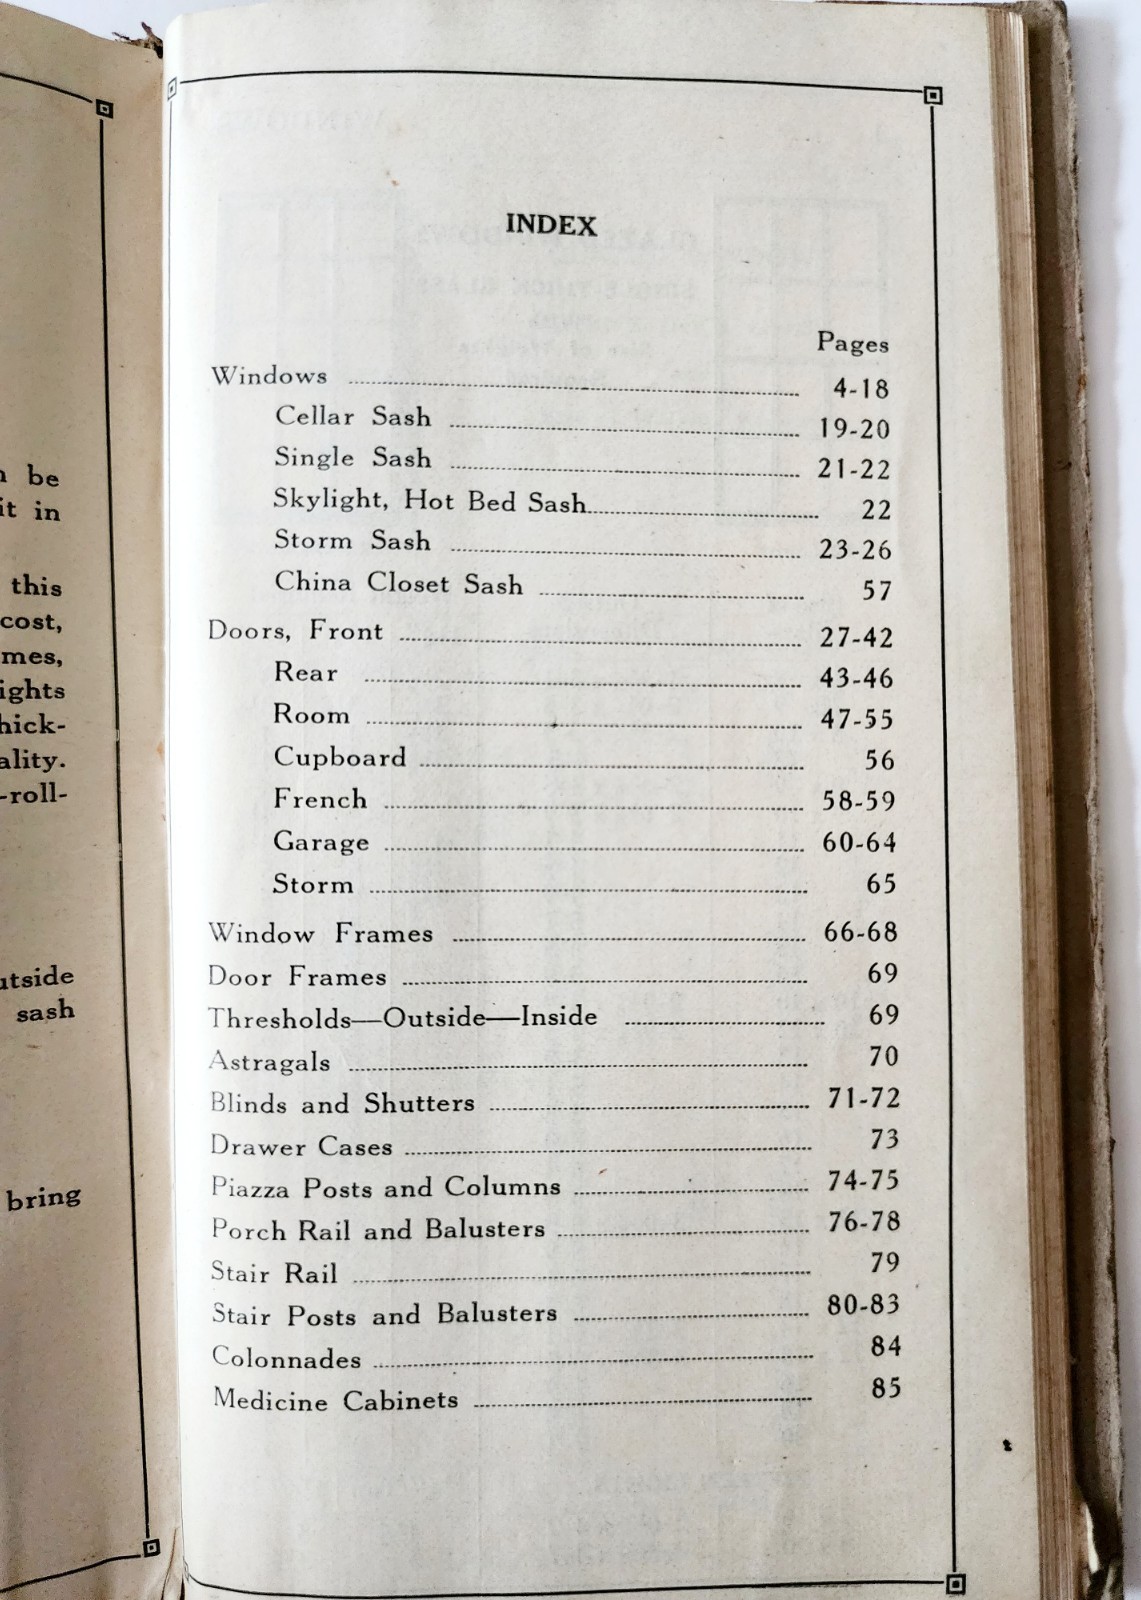 be
it in
this
cost,
-roll-
sash
bring
INDEX
Pages
Windows 4-18
Cellar Sash 19-20
Single Sash 21-22
Skylight, Hot Bed Sash 22
Storm Sash 23-26
China Closet Sash 57
Doors, Front 27-42
Rear 43-46
Room 47-55
Cupboard 56
French 58-59
Garage 60-64
Storm 65
Window Frames 66-68
Door Frames 69
Thresholds—Outside—Inside 69
Astragals 70
Blinds and Shutters 71-72
Drawer Cases 73
Piazza Posts and Columns 74-75
Porch Rail and Balusters 76-78
Stair Rail 79
Stair Posts and Balusters 80-83
Colonnades 84
Medicine Cabinets 85